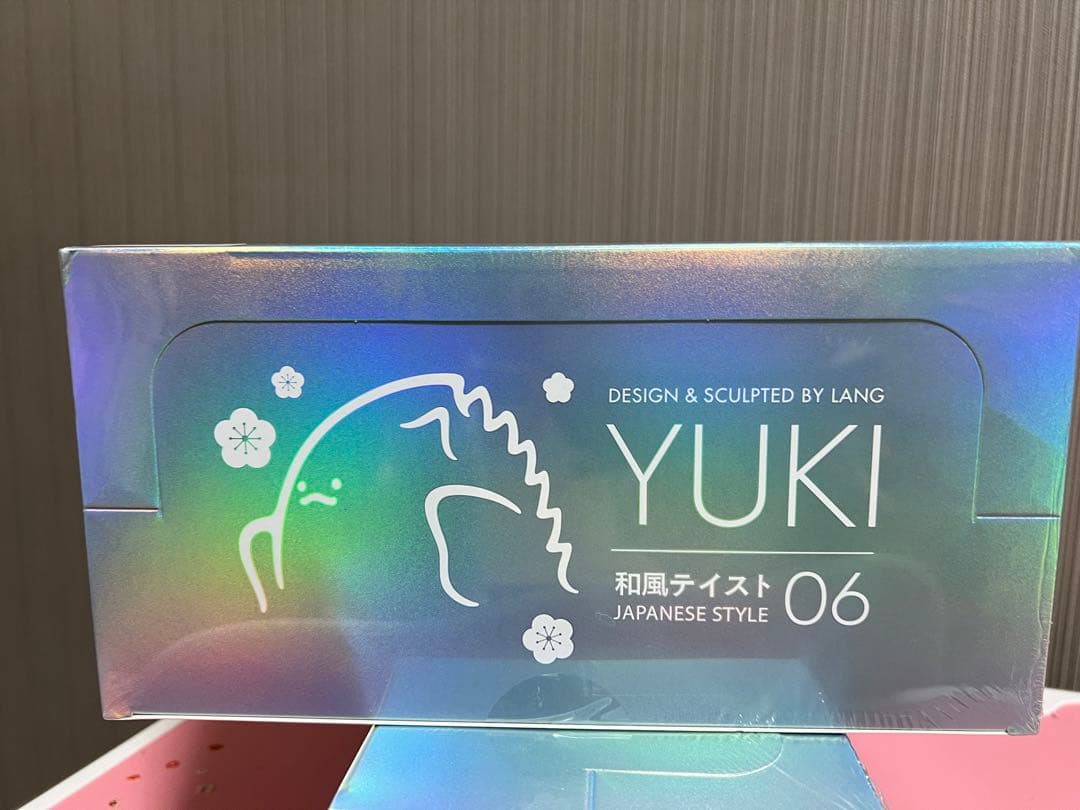 DESIGN & SCULPTED BY LANG
YUKI
和風テイスト 06
JAPANESE STYLE